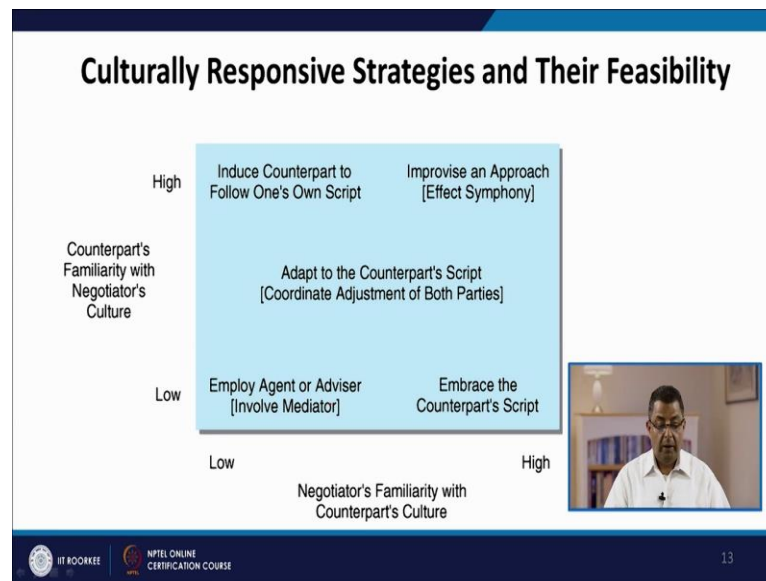 Culturally Responsive Strategies and Their Feasibility
High
Induce Counterpart to
Follow One's Own Script
Improvise an Approach
[Effect Symphony]
Counterpart's
Familiarity with
Negotiator's
Culture
Adapt to the Counterpart's Script
[Coordinate Adjustment of Both Parties]
Low
Employ Agent or Adviser
[Involve Mediator]
Embrace the
Counterpart's Script
Low
High
Negotiator's Familiarity with
Counterpart's Culture
IIT ROORKEE
NPTEL ONLINE
CERTIFICATION COURSE
13